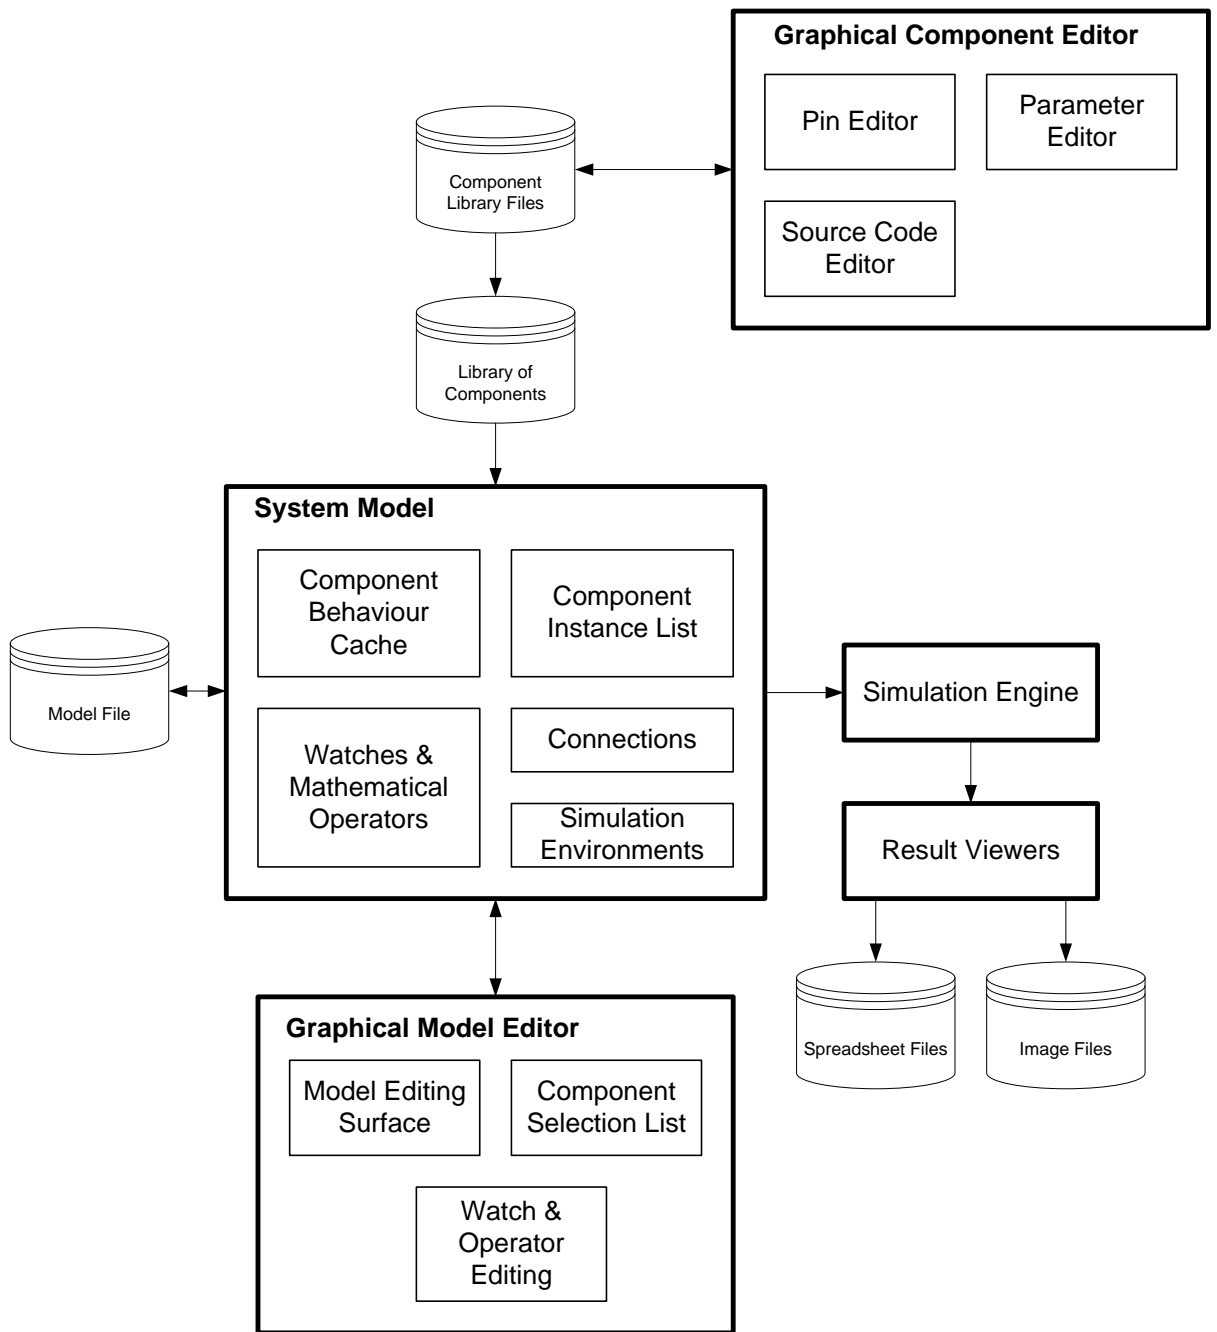 Graphical Component Editor
Pin Editor
Parameter
Editor
Source Code
Editor
Component
Library Files
Library of
Components
System Model
Component
Behaviour
Cache
Component
Instance List
Watches &
Mathematical
Operators
Connections
Simulation
Environments
Model File
Simulation Engine
Result Viewers
Spreadsheet Files
Image Files
Graphical Model Editor
Model Editing
Surface
Component
Selection List
Watch &
Operator
Editing